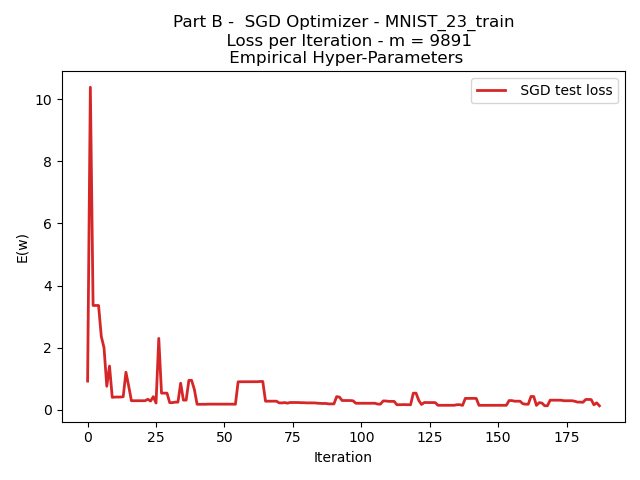 Part B -  SGD Optimizer - MNIST_23_train
Loss per Iteration - m = 9891
Empirical Hyper-Parameters
SGD test loss
E(w)
10
8
6
4
2
0
0 25 50 75 100 125 150 175
Iteration